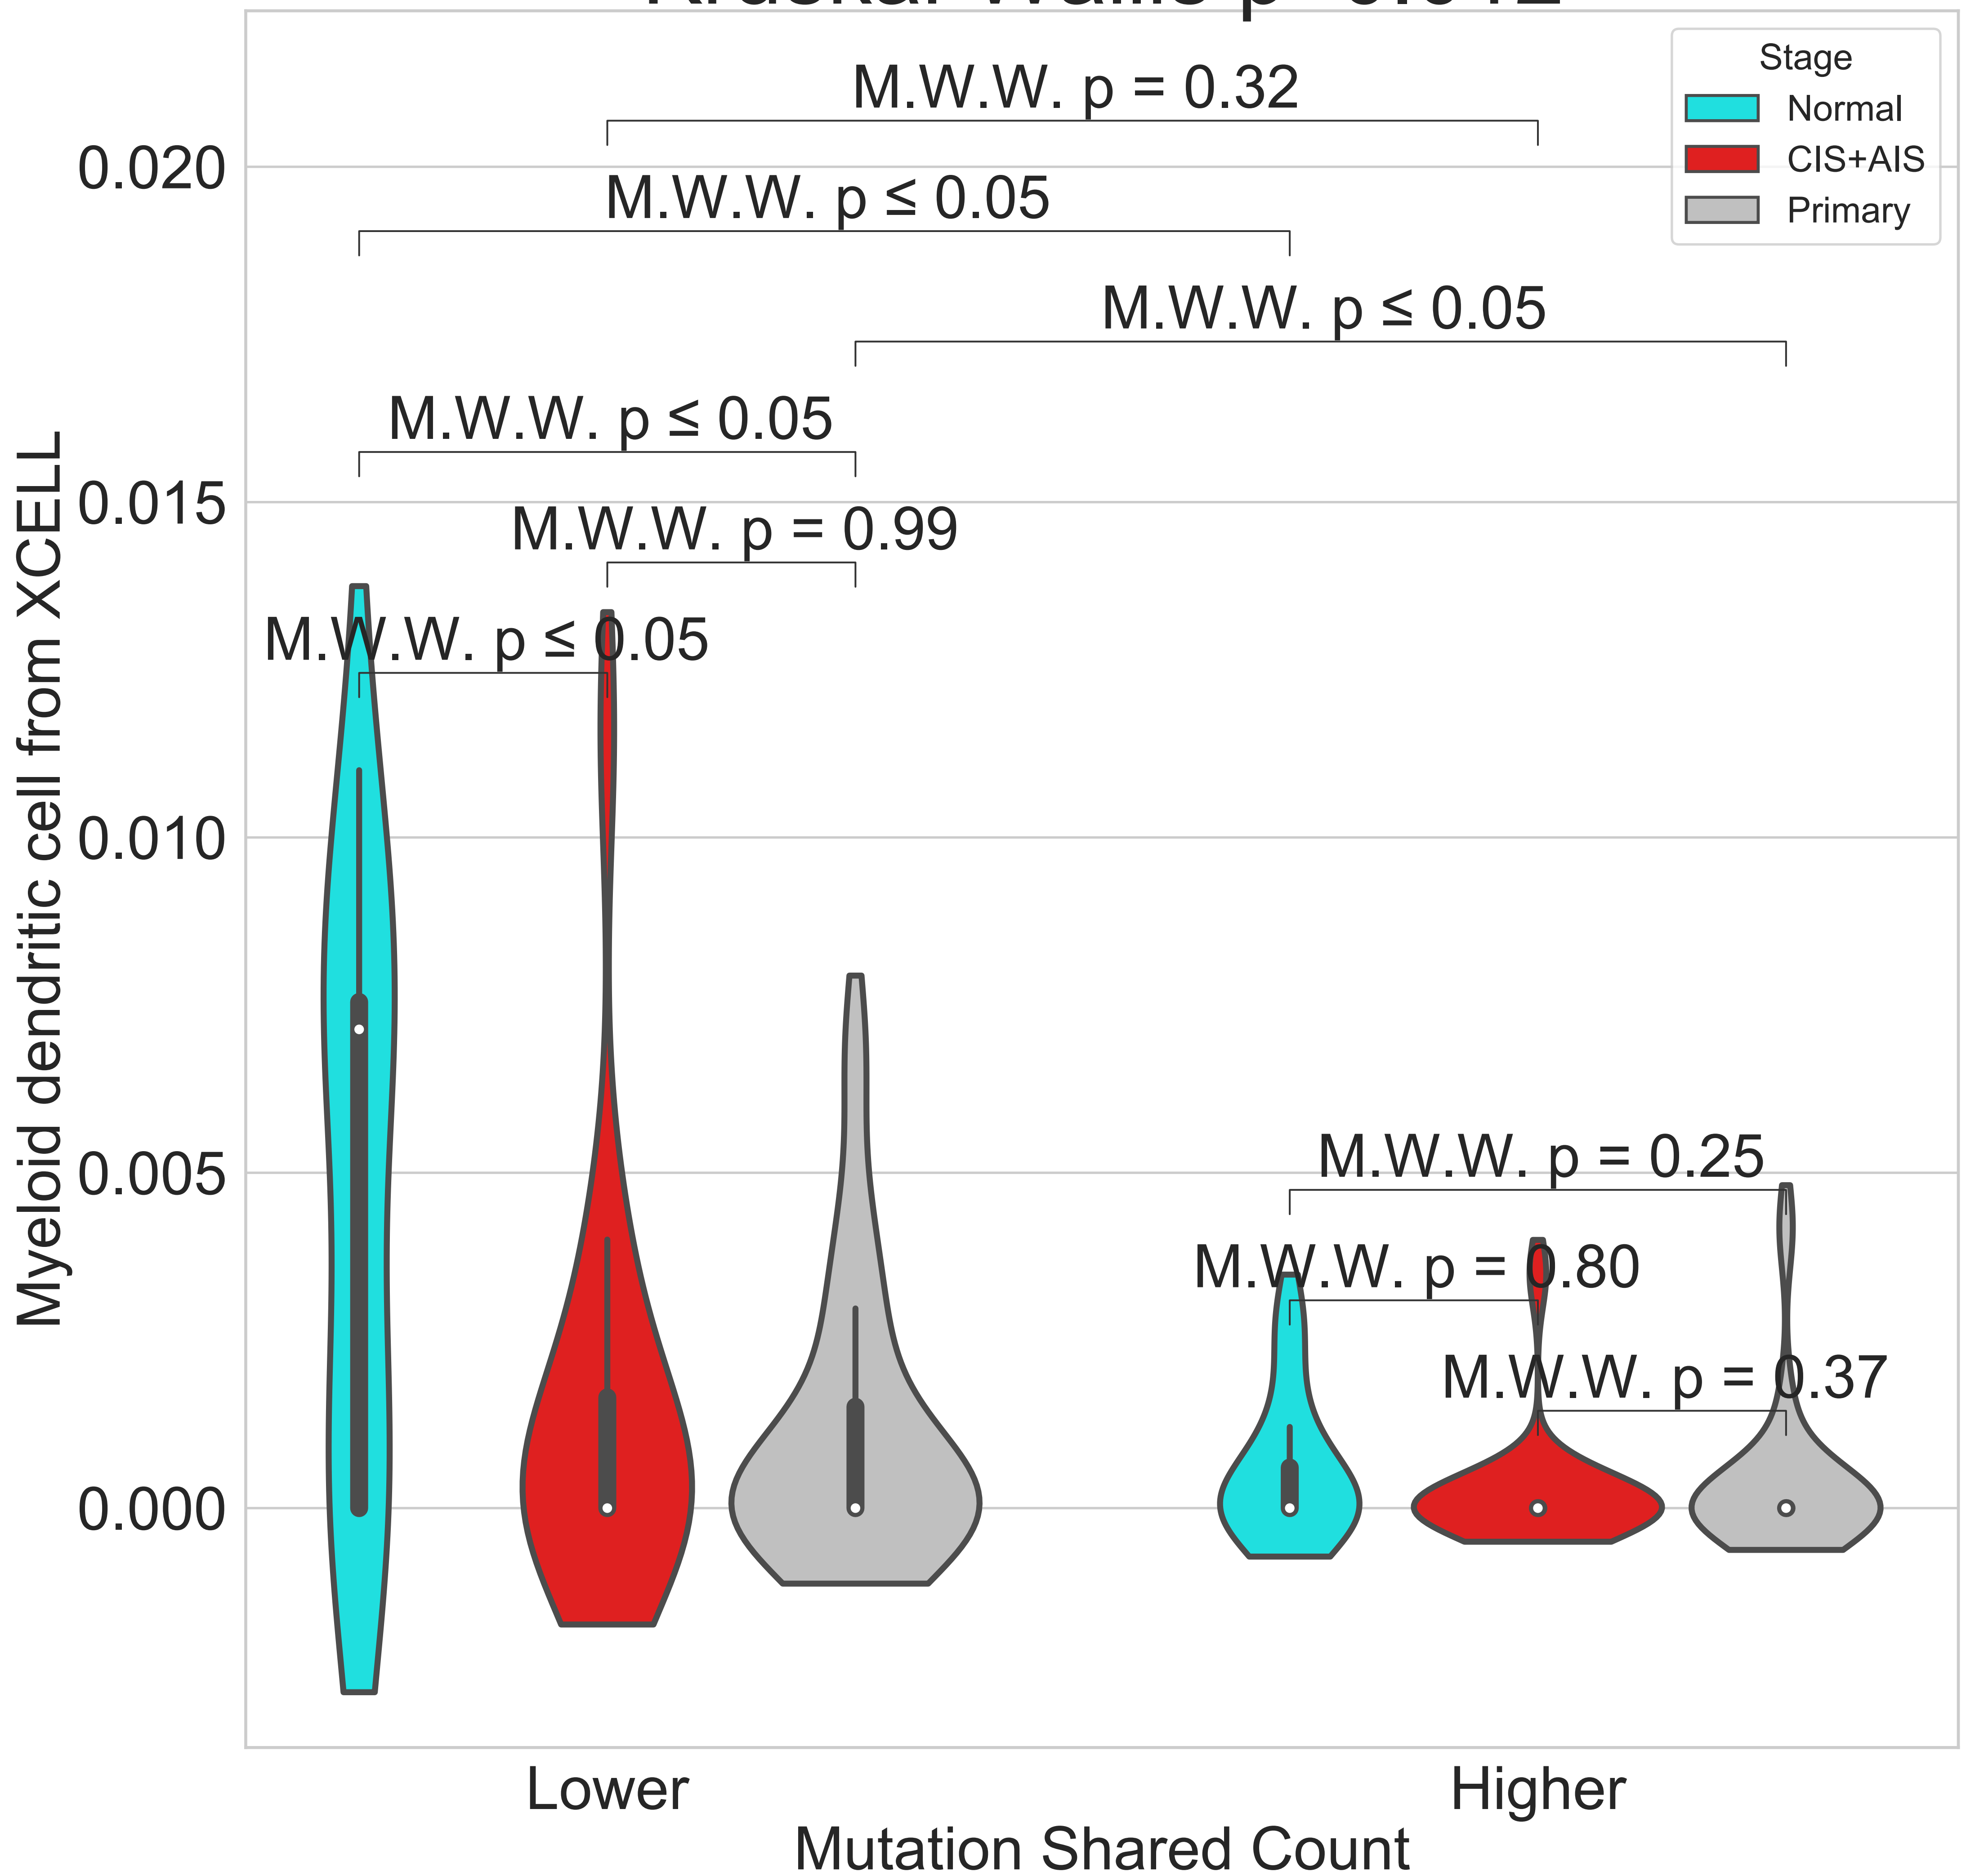 Stage
Normal
CIS+AIS
Primary
M.W.W. p = 0.32
M.W.W. p ≤ 0.05
M.W.W. p ≤ 0.05
M.W.W. p ≤ 0.05
M.W.W. p = 0.99
M.W.W. p ≤ 0.05
M.W.W. p = 0.25
M.W.W. p = 0.80
M.W.W. p = 0.37
Myeloid dendritic cell from XCELL
0.020
0.015
0.010
0.005
0.000
Lower
Higher
Mutation Shared Count